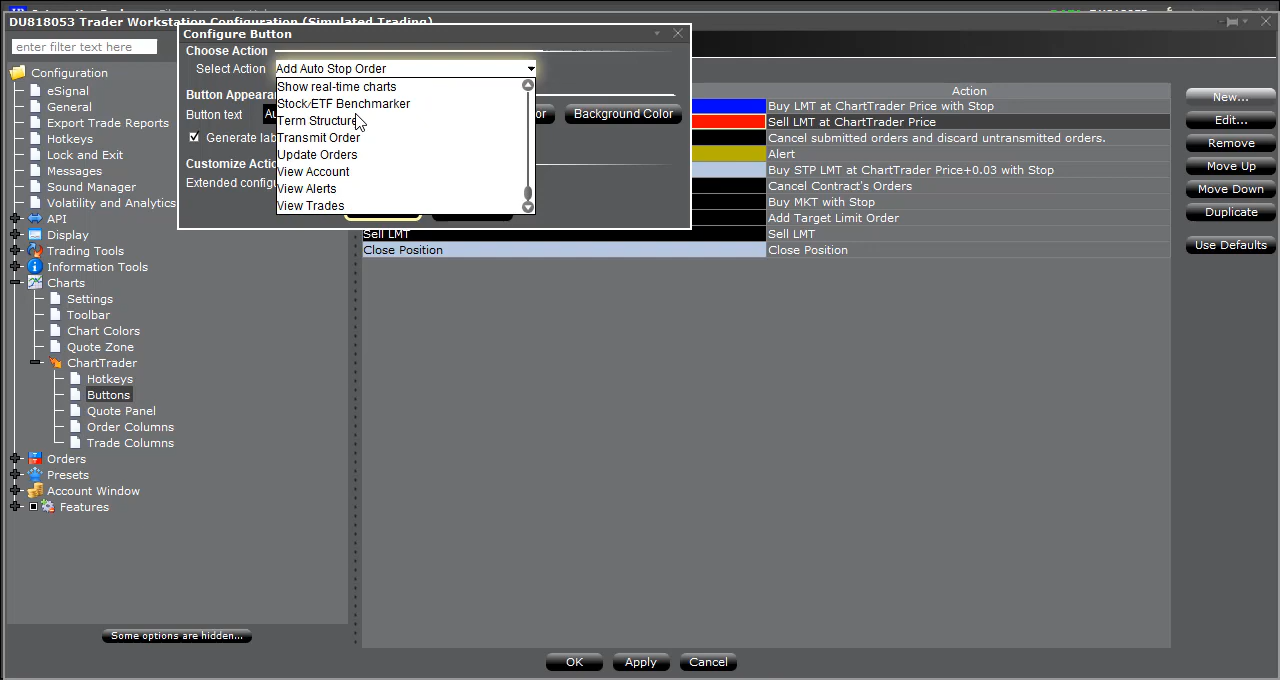 DU818053 Trader Workstation Configuration (Simulated Trading)
enter filter text here
Configuration
eSignal
General
Export Trade Reports
Hotkeys
Lock and Exit
Messages
Sound Manager
Volatility and Analytics
API
Display
Trading Tools
Information Tools
Charts
Settings
Toolbar
Chart Colors
Quote Zone
ChartTrader
Hotkeys
Buttons
Quote Panel
Order Columns
Trade Columns
Orders
Presets
Account Window
Features
Some options are hidden...
Configure Button
Choose Action
Select Action
Add Auto Stop Order
Show real-time charts
Stock/ETF Benchmarker
Term Structure
Transmit Order
Update Orders
View Account
View Alerts
View Trades
Button Appeara
Button text
Au
or
Background Color
Generate lab
Customize Actio
Extended configu
Action
Buy LMT at ChartTrader Price with Stop
Sell LMT at ChartTrader Price
Cancel submitted orders and discard untransmitted orders.
Alert
Buy STP LMT at ChartTrader Price+0.03 with Stop
Cancel Contract's Orders
Buy MKT with Stop
Add Target Limit Order
Sell LMT
Sell LMT
Close Position
Close Position
New...
Edit...
Remove
Move Up
Move Down
Duplicate
Use Defaults
OK
Apply
Cancel